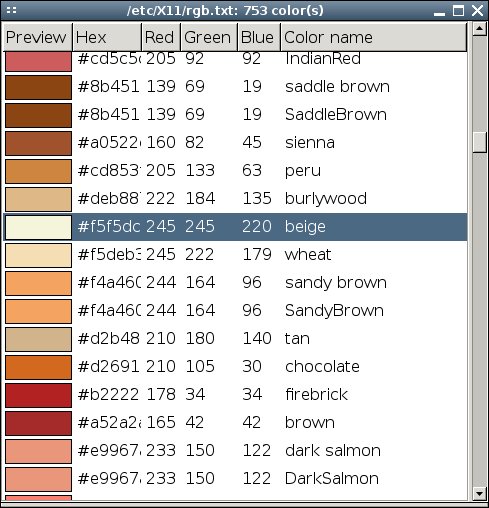 /etc/X11/rgb.txt: 753 color(s)
Preview Hex Red Green Blue Color name
#cd5c5c 205 92 92 IndianRed
#8b451 139 69 19 saddle brown
#8b451 139 69 19 SaddleBrown
#a0522 160 82 45 sienna
#cd853 205 133 63 peru
#deb88 222 184 135 burlywood
#f5f5dc 245 245 220 beige
#f5deb3 245 222 179 wheat
#f4a460 244 164 96 sandy brown
#f4a460 244 164 96 SandyBrown
#d2b48 210 180 140 tan
#d2691 210 105 30 chocolate
#b2222 178 34 34 firebrick
#a52a2a 165 42 42 brown
#e9967 233 150 122 dark salmon
#e9967 233 150 122 DarkSalmon